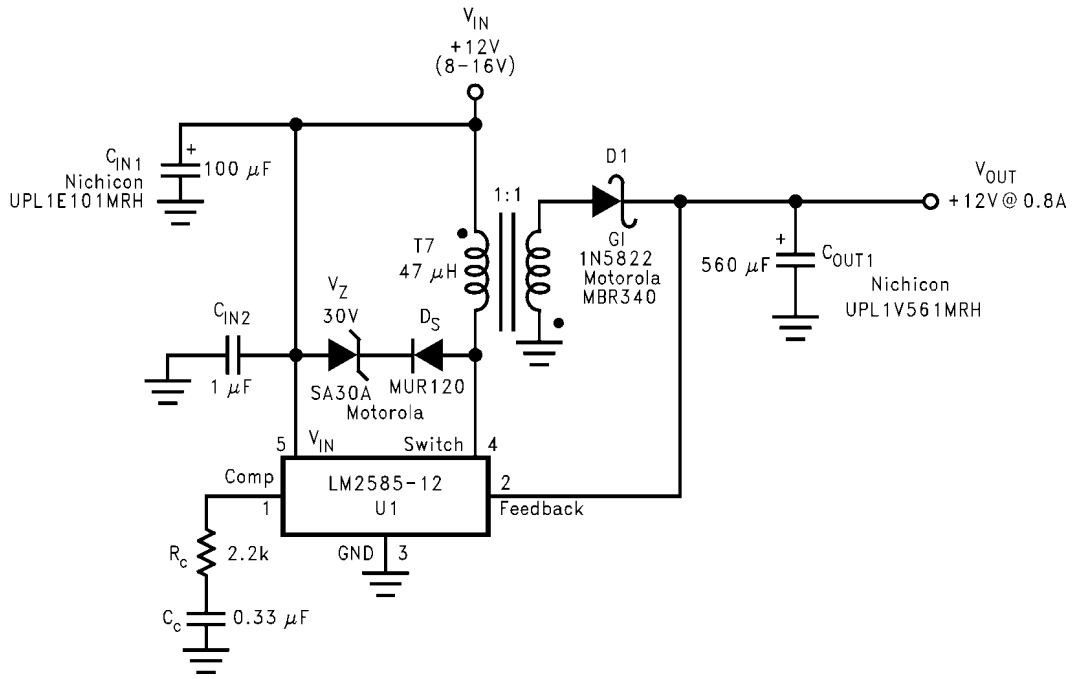 V_IN
+12V
(8–16V)
C_IN1
Nichicon
UPL1E101MRH
+
100 μF
D1
1:1
V_OUT
+12V@ 0.8A
T7
47 μH
GI
1N5822
Motorola
MBR340
+
560 μF
C_OUT1
Nichicon
UPL1V561MRH
V_Z
30V
D_S
C_IN2
1 μF
SA30A
MUR120
Motorola
5
V_IN
Switch
4
Comp
1
LM2585-12
U1
2
Feedback
GND
3
R_c
2.2k
C_c
0.33 μF